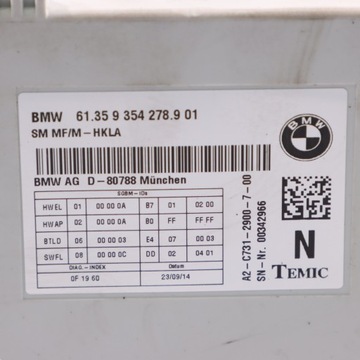 BMW 61.35 9 354 278.9 01
SM MF/M-HKLA
BMW
BMW AG D-80788 München
SGBM-IDs
HWEL 01 00 00 0A B7 01 02 00
HWAP 02 00 00 0A B0 FF FF FF
BTLD 06 00 00 03 E4 07 00 03
SWFL 08 00 00 0C DD 02 04 01
DIAG.-INDEX Datum
0F 19 60 23/09/14
A2-C731-2900-7-00
SN-Nr. 00342966
N
TEMIC